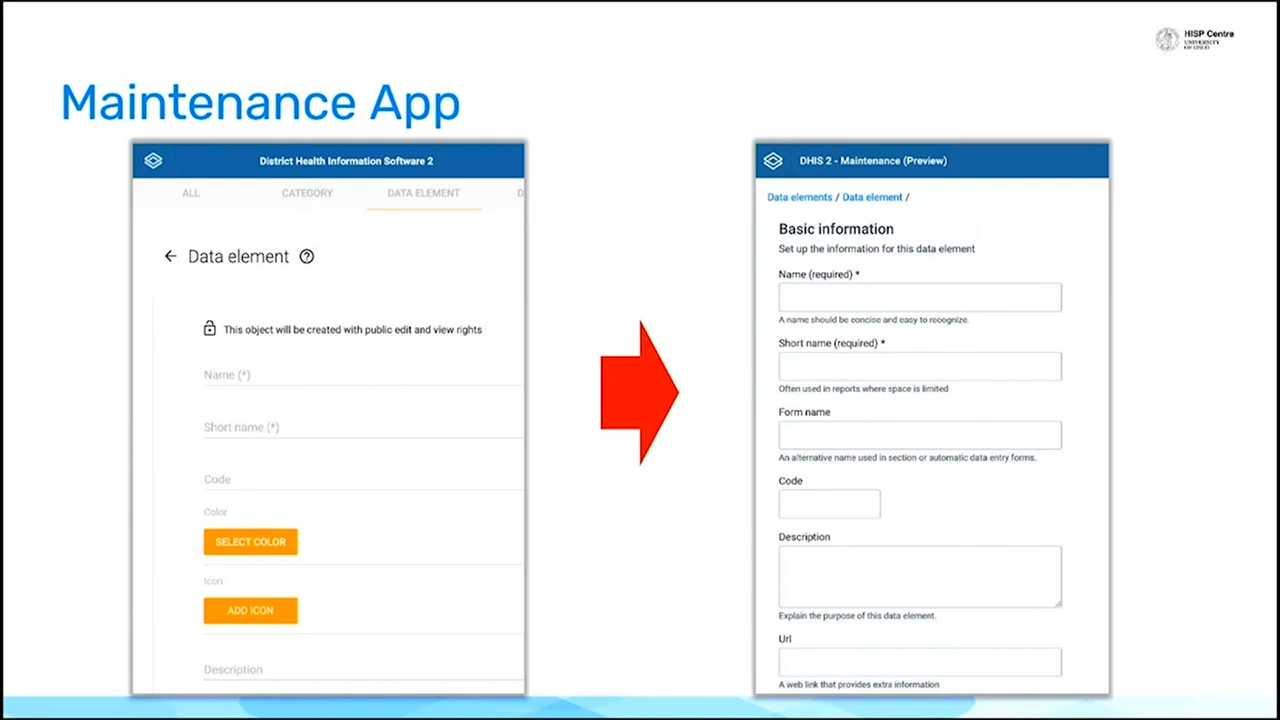 HISP Centre
UNIVERSITY
OF OSLO
Maintenance App
District Health Information Software 2
ALL CATEGORY DATA ELEMENT D
Data element
This object will be created with public edit and view rights
Name (*)
Short name (*)
Code
Color
SELECT COLOR
Icon
ADD ICON
Description
DHIS 2 - Maintenance (Preview)
Data elements / Data element /
Basic information
Set up the information for this data element
Name (required) *
A name should be concise and easy to recognize.
Short name (required) *
Often used in reports where space is limited
Form name
An alternative name used in section or automatic data entry forms.
Code
Description
Explain the purpose of this data element.
Url
A web link that provides extra information